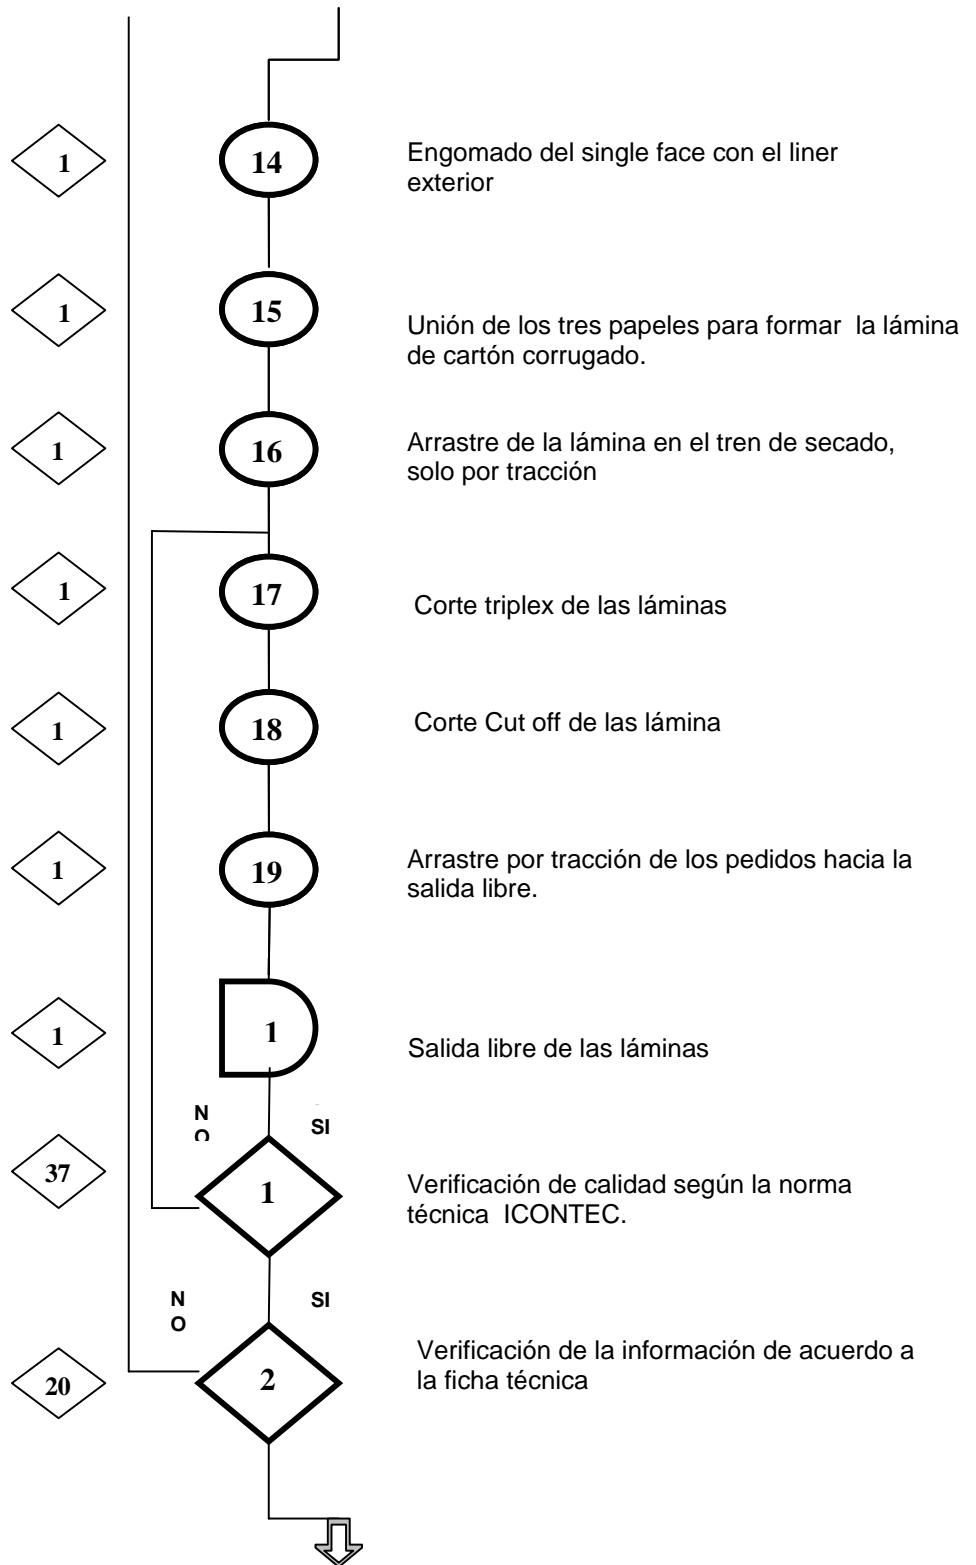 1
14
Engomado del single face con el liner
exterior
1
15
Unión de los tres papeles para formar la lámina
de cartón corrugado.
1
16
Arrastre de la lámina en el tren de secado,
solo por tracción
1
17
Corte triplex de las láminas
1
18
Corte Cut off de las lámina
1
19
Arrastre por tracción de los pedidos hacia la
salida libre.
1
1
Salida libre de las láminas
N
O
SI
37
1
Verificación de calidad según la norma
técnica ICONTEC.
N
O
SI
20
2
Verificación de la información de acuerdo a
la ficha técnica